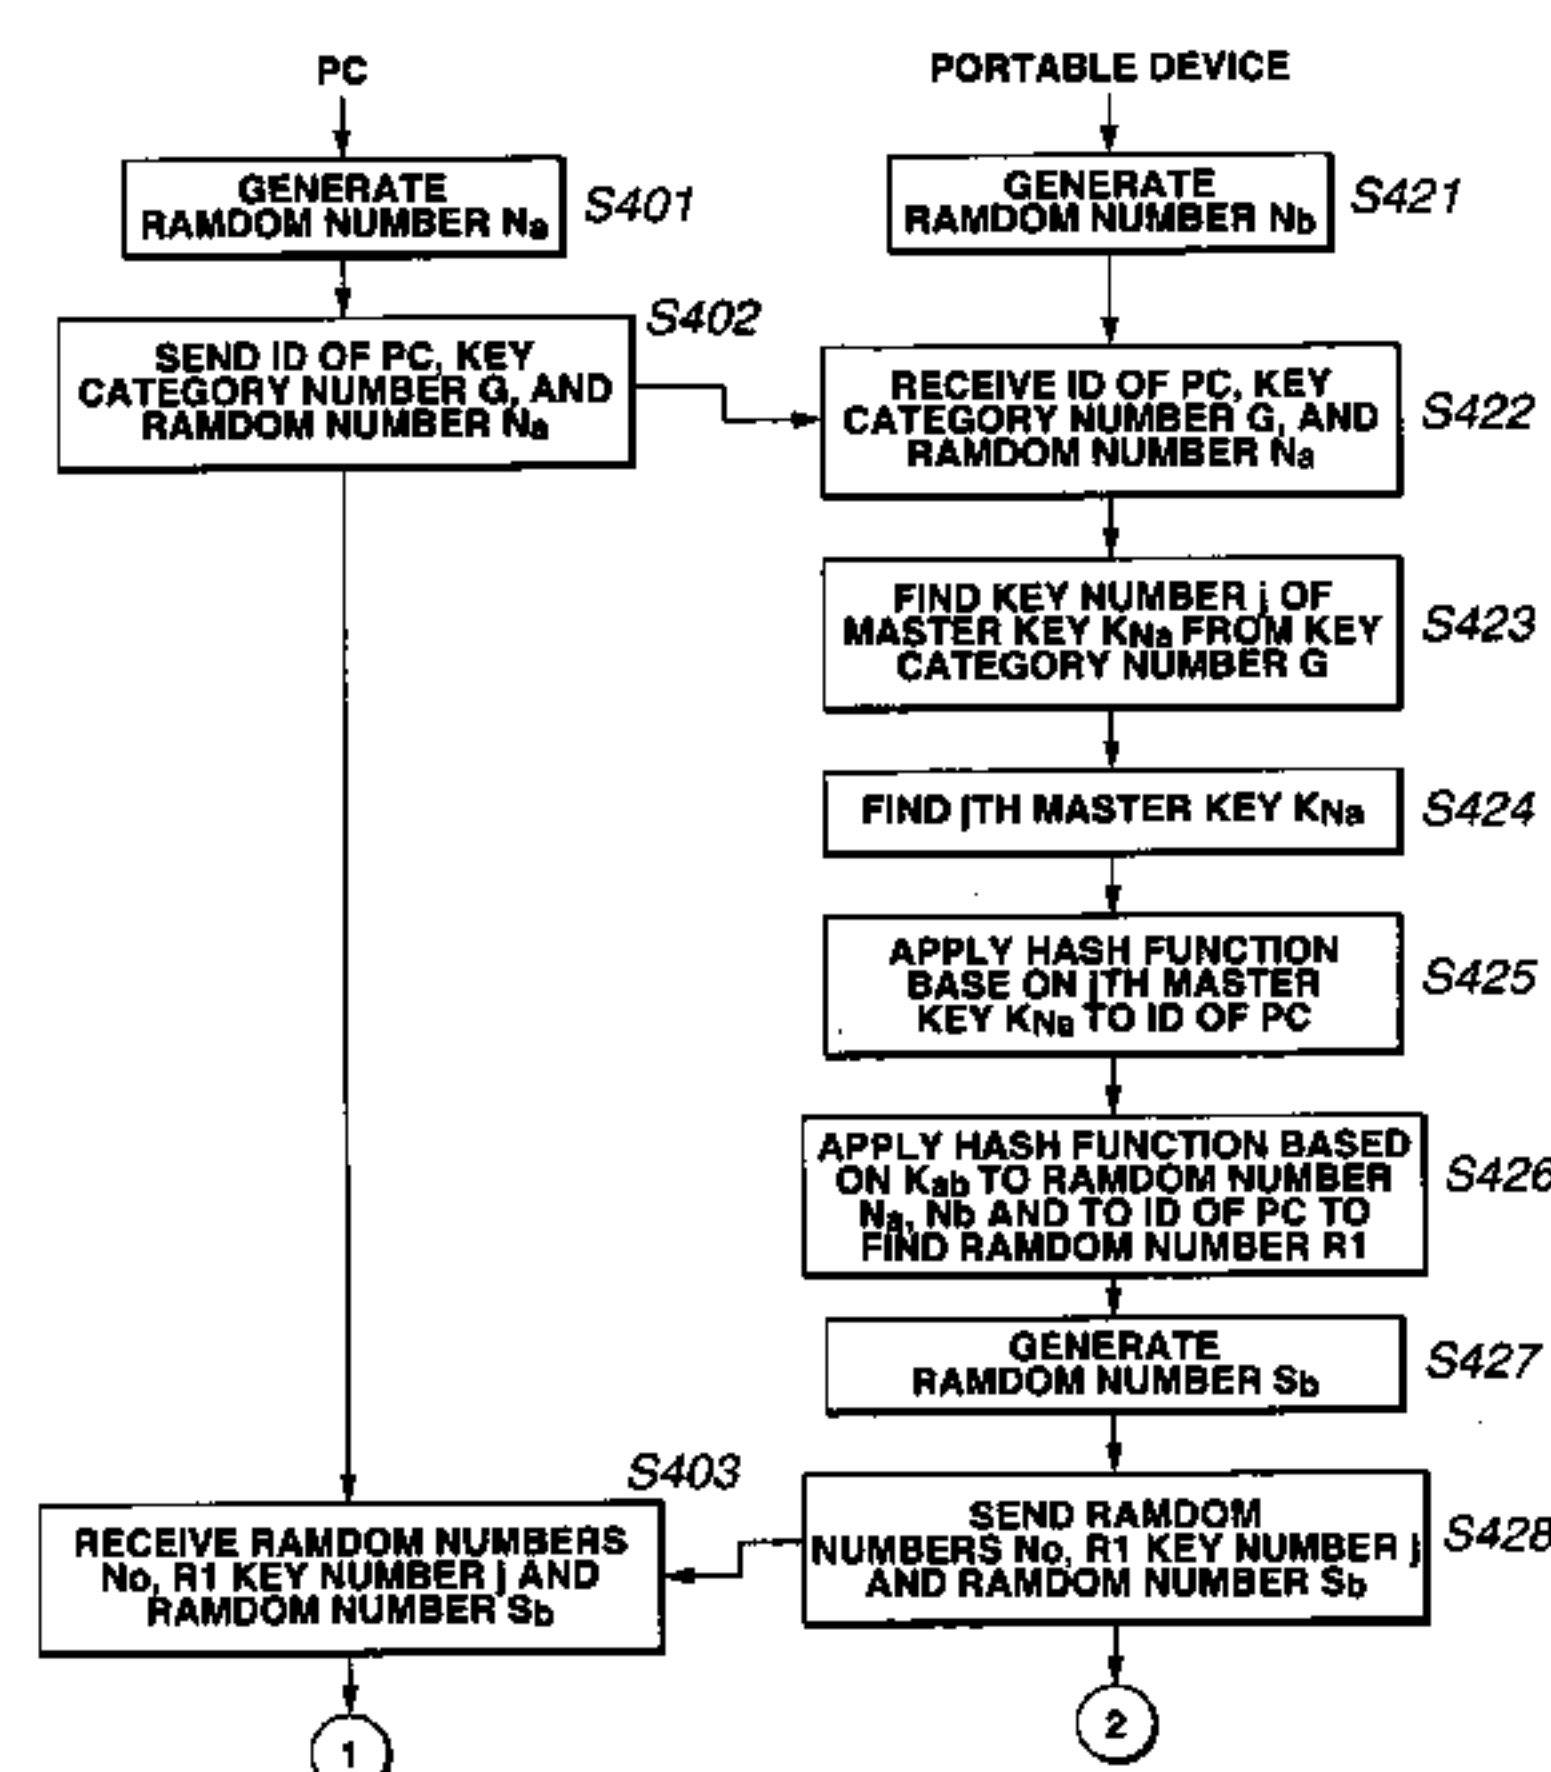 PC
GENERATE
RAMDOM NUMBER Na
S401
SEND ID OF PC, KEY
CATEGORY NUMBER G, AND
RAMDOM NUMBER Na
S402
RECEIVE RAMDOM NUMBERS
No, R1 KEY NUMBER j AND
RAMDOM NUMBER Sb
S403
1
PORTABLE DEVICE
GENERATE
RAMDOM NUMBER Nb
S421
RECEIVE ID OF PC, KEY
CATEGORY NUMBER G, AND
RAMDOM NUMBER Na
S422
FIND KEY NUMBER j OF
MASTER KEY KNa FROM KEY
CATEGORY NUMBER G
S423
FIND jTH MASTER KEY KNa
S424
APPLY HASH FUNCTION
BASE ON jTH MASTER
KEY KNa TO ID OF PC
S425
APPLY HASH FUNCTION BASED
ON Kab TO RAMDOM NUMBER
Na, Nb AND TO ID OF PC TO
FIND RAMDOM NUMBER R1
S426
GENERATE
RAMDOM NUMBER Sb
S427
SEND RAMDOM
NUMBERS No, R1 KEY NUMBER j
AND RAMDOM NUMBER Sb
S428
2